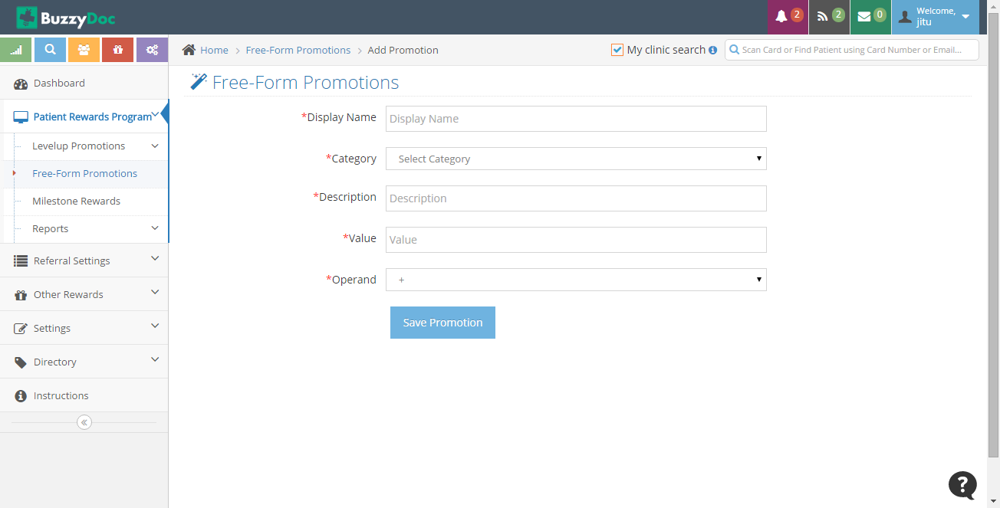 BuzzyDoc
2
2
0
Welcome,
jitu
Home > Free-Form Promotions > Add Promotion
My clinic search
Scan Card or Find Patient using Card Number or Email...
Dashboard
Patient Rewards Program
Levelup Promotions
Free-Form Promotions
Milestone Rewards
Reports
Referral Settings
Other Rewards
Settings
Directory
Instructions
Free-Form Promotions
*Display Name
Display Name
*Category
Select Category
*Description
Description
*Value
Value
*Operand
+
Save Promotion
?